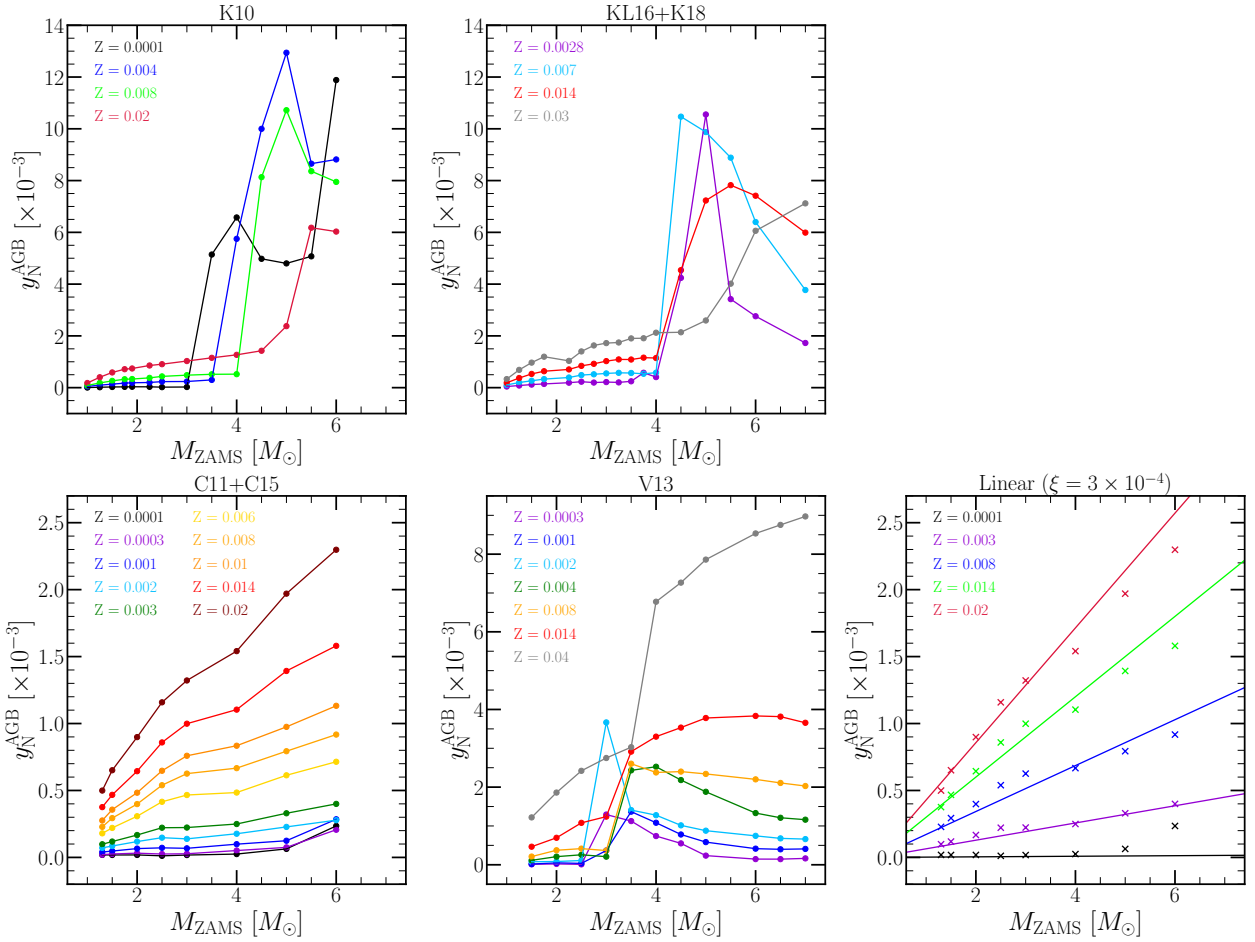 K10
14
12
10
8
6
4
2
0
2
4
6
y_N^AGB [×10^−3]
M_ZAMS [M_⊙]
Z = 0.0001
Z = 0.004
Z = 0.008
Z = 0.02
KL16+K18
14
12
10
8
6
4
2
0
2
4
6
y_N^AGB [×10^−3]
M_ZAMS [M_⊙]
Z = 0.0028
Z = 0.007
Z = 0.014
Z = 0.03
C11+C15
2.5
2.0
1.5
1.0
0.5
0.0
2
4
6
y_N^AGB [×10^−3]
M_ZAMS [M_⊙]
Z = 0.0001
Z = 0.0003
Z = 0.001
Z = 0.002
Z = 0.003
Z = 0.006
Z = 0.008
Z = 0.01
Z = 0.014
Z = 0.02
V13
8
6
4
2
0
2
4
6
y_N^AGB [×10^−3]
M_ZAMS [M_⊙]
Z = 0.0003
Z = 0.001
Z = 0.002
Z = 0.004
Z = 0.008
Z = 0.014
Z = 0.04
Linear (ξ = 3 × 10^−4)
2.5
2.0
1.5
1.0
0.5
0.0
2
4
6
y_N^AGB [×10^−3]
M_ZAMS [M_⊙]
Z = 0.0001
Z = 0.003
Z = 0.008
Z = 0.014
Z = 0.02